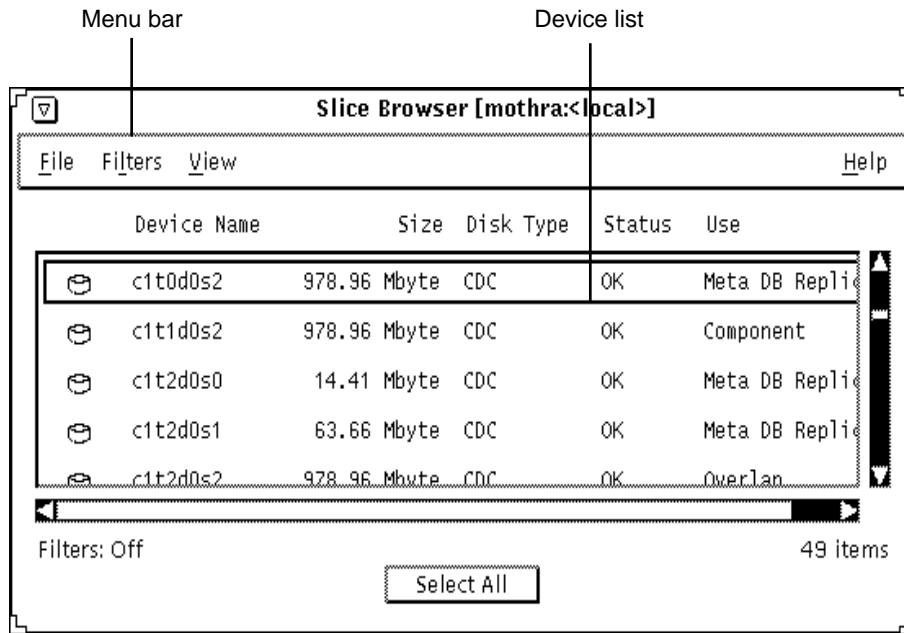 Menu bar Device list
Slice Browser [mothra:<local>]
File Filters View Help
Device Name Size Disk Type Status Use
c1t0d0s2 978.96 Mbyte CDC OK Meta DB Replic
c1t1d0s2 978.96 Mbyte CDC OK Component
c1t2d0s0 14.41 Mbyte CDC OK Meta DB Replic
c1t2d0s1 63.66 Mbyte CDC OK Meta DB Replic
c1t2d0s2 978.96 Mbyte CDC OK Overlap
Filters: Off 49 items
Select All